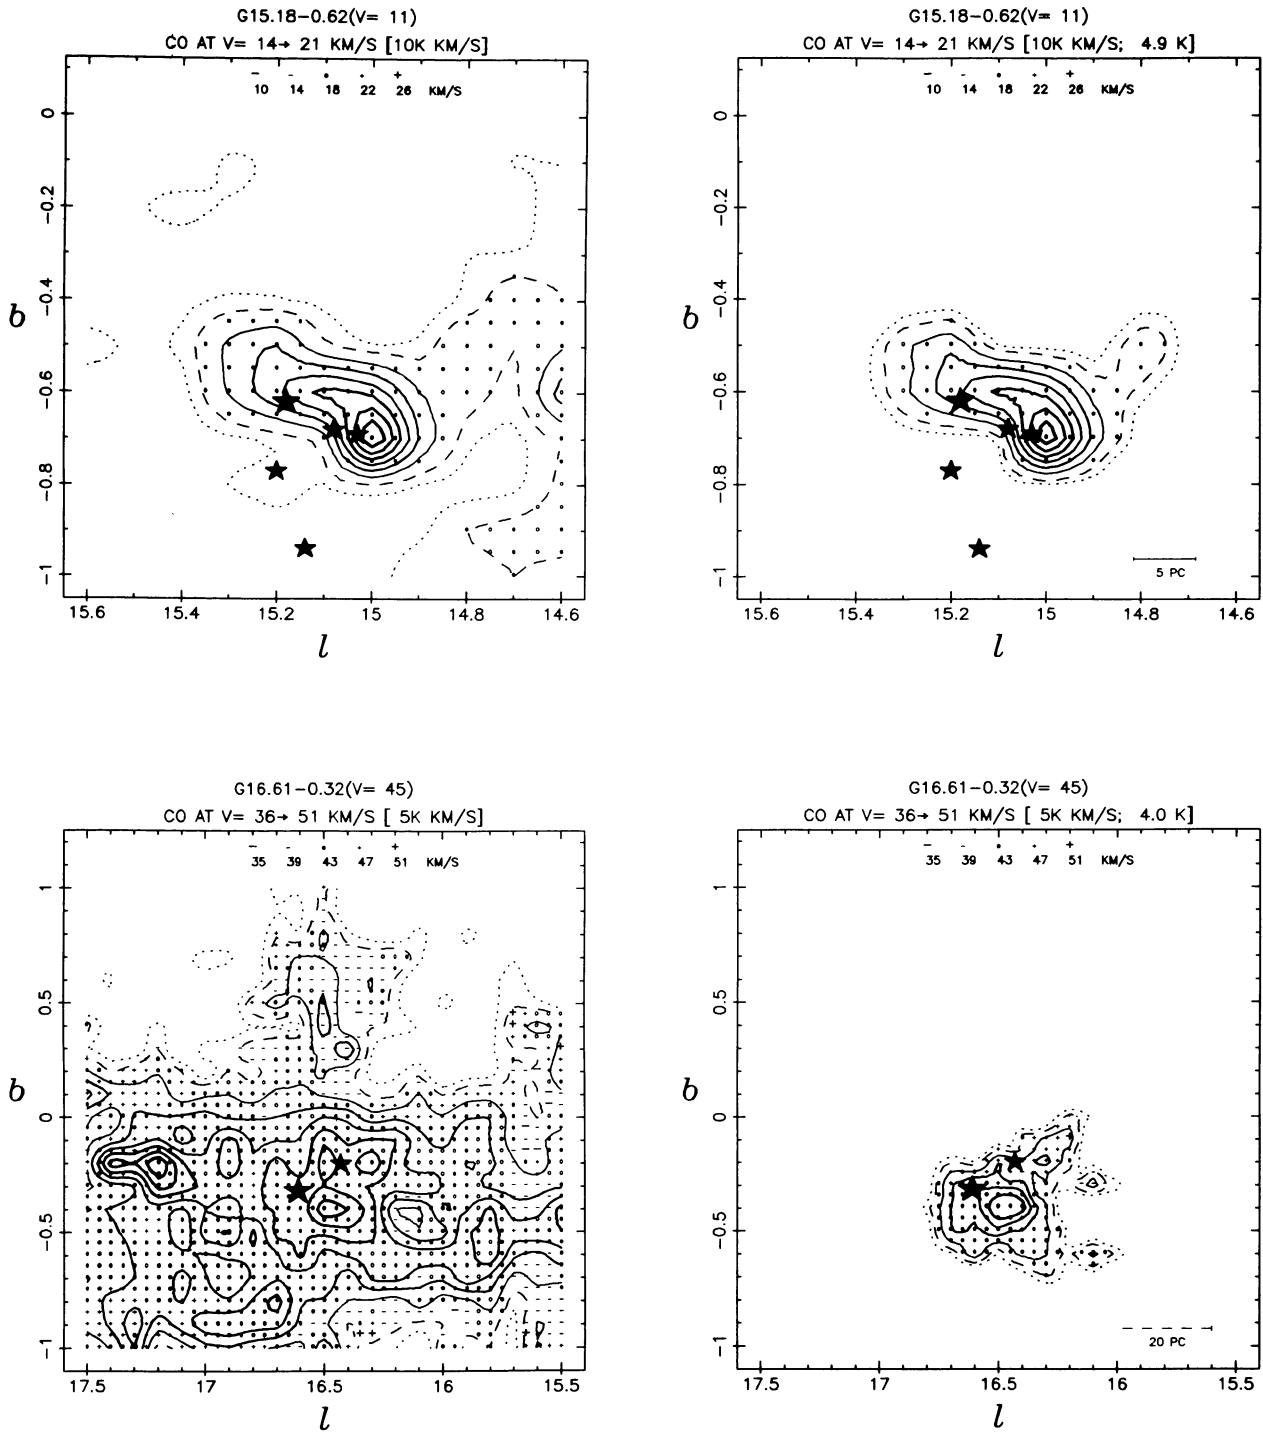 G15.18-0.62(V= 11)
CO AT V= 14→ 21 KM/S [10K KM/S]
- - • · +
10 14 18 22 26 KM/S
0
-0.2
-0.4
-0.6
-0.8
-1
b
15.6 15.4 15.2 15 14.8 14.6
l
G15.18-0.62(V= 11)
CO AT V= 14→ 21 KM/S [10K KM/S; 4.9 K]
- - • · +
10 14 18 22 26 KM/S
0
-0.2
-0.4
-0.6
-0.8
-1
b
5 PC
15.6 15.4 15.2 15 14.8 14.6
l
G16.61-0.32(V= 45)
CO AT V= 36→ 51 KM/S [ 5K KM/S]
- - • · +
35 39 43 47 51 KM/S
1
0.5
0
-0.5
-1
b
17.5 17 16.5 16 15.5
l
G16.61-0.32(V= 45)
CO AT V= 36→ 51 KM/S [ 5K KM/S; 4.0 K]
- - • · +
35 39 43 47 51 KM/S
1
0.5
0
-0.5
-1
b
20 PC
17.5 17 16.5 16 15.5
l